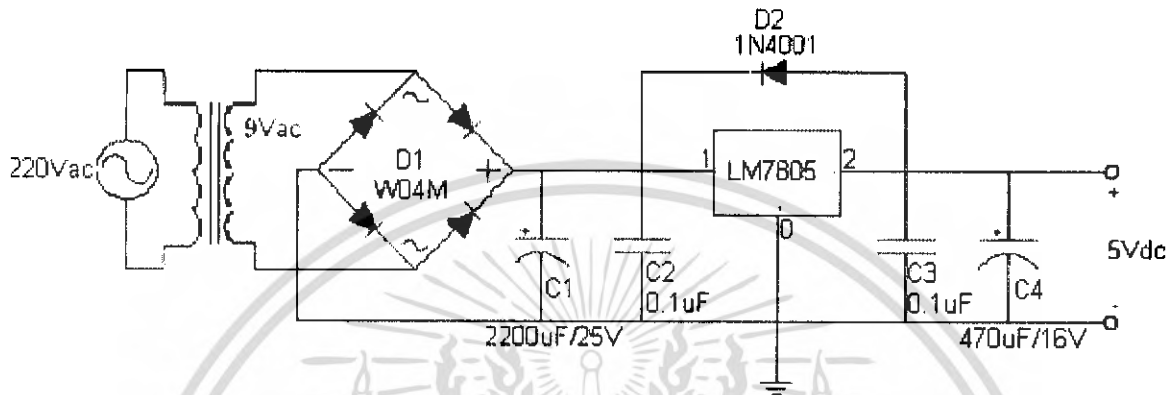 D2
1N4001
220Vac
9Vac
D1
W04M
-
+
1
LM7805
2
0
+
C1
2200uF/25V
C2
0.1uF
C3
0.1uF
+
C4
470uF/16V
+
5Vdc
-